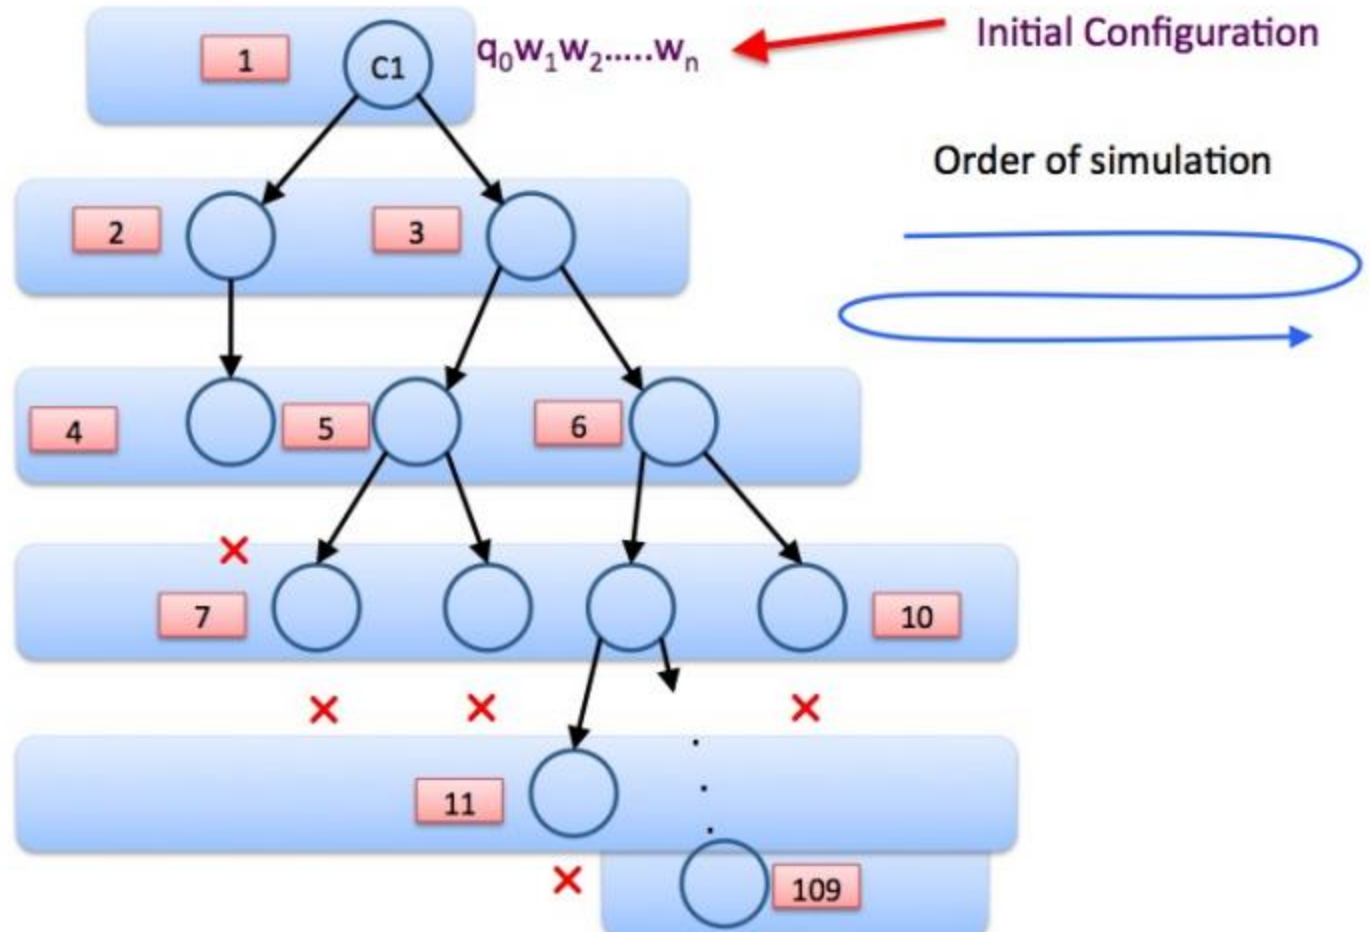 1
C1
q₀w₁w₂.....wₙ
Initial Configuration
Order of simulation
2
3
4
5
6
7
10
11
109